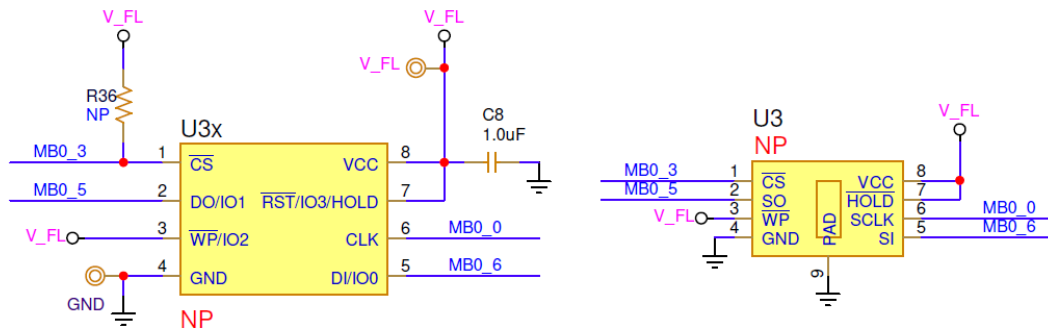 V_FL
R36
NP
MB0_3
MB0_5
V_FL
GND
U3x
1
2
3
4
CS
DO/IO1
WP/IO2
GND
VCC
RST/IO3/HOLD
CLK
DI/IO0
8
7
6
5
NP
V_FL
V_FL
C8
1.0uF
MB0_0
MB0_6
U3
NP
MB0_3
MB0_5
V_FL
1
2
3
4
CS
SO
WP
GND
PAD
VCC
HOLD
SCLK
SI
8
7
6
5
9
V_FL
MB0_0
MB0_6